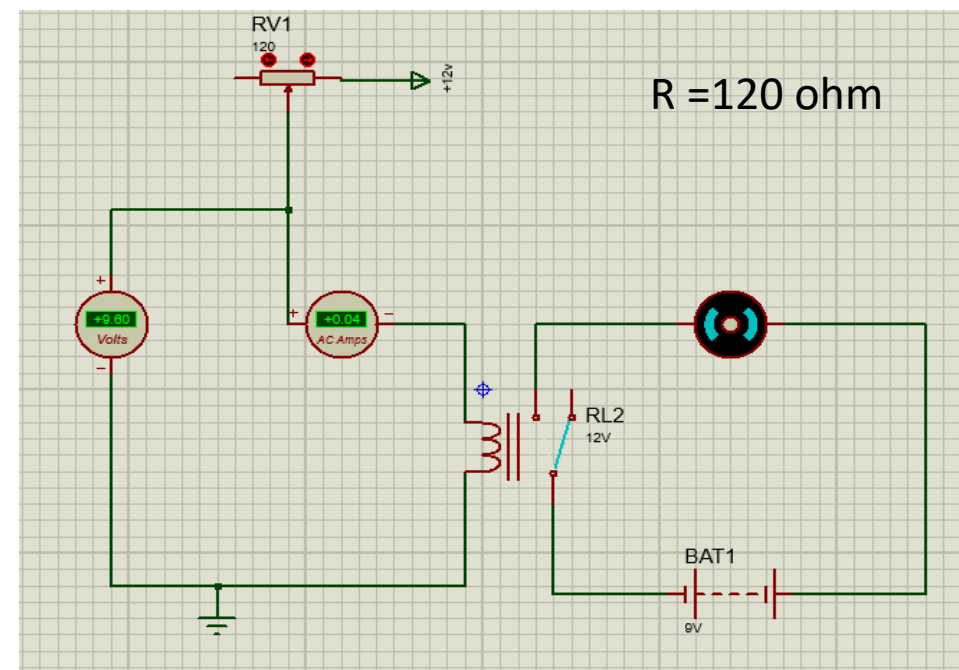 RV1
120
+12v
R =120 ohm
+
+9.60
Volts
−
+
+0.04
AC Amps
−
RL2
12V
BAT1
9V